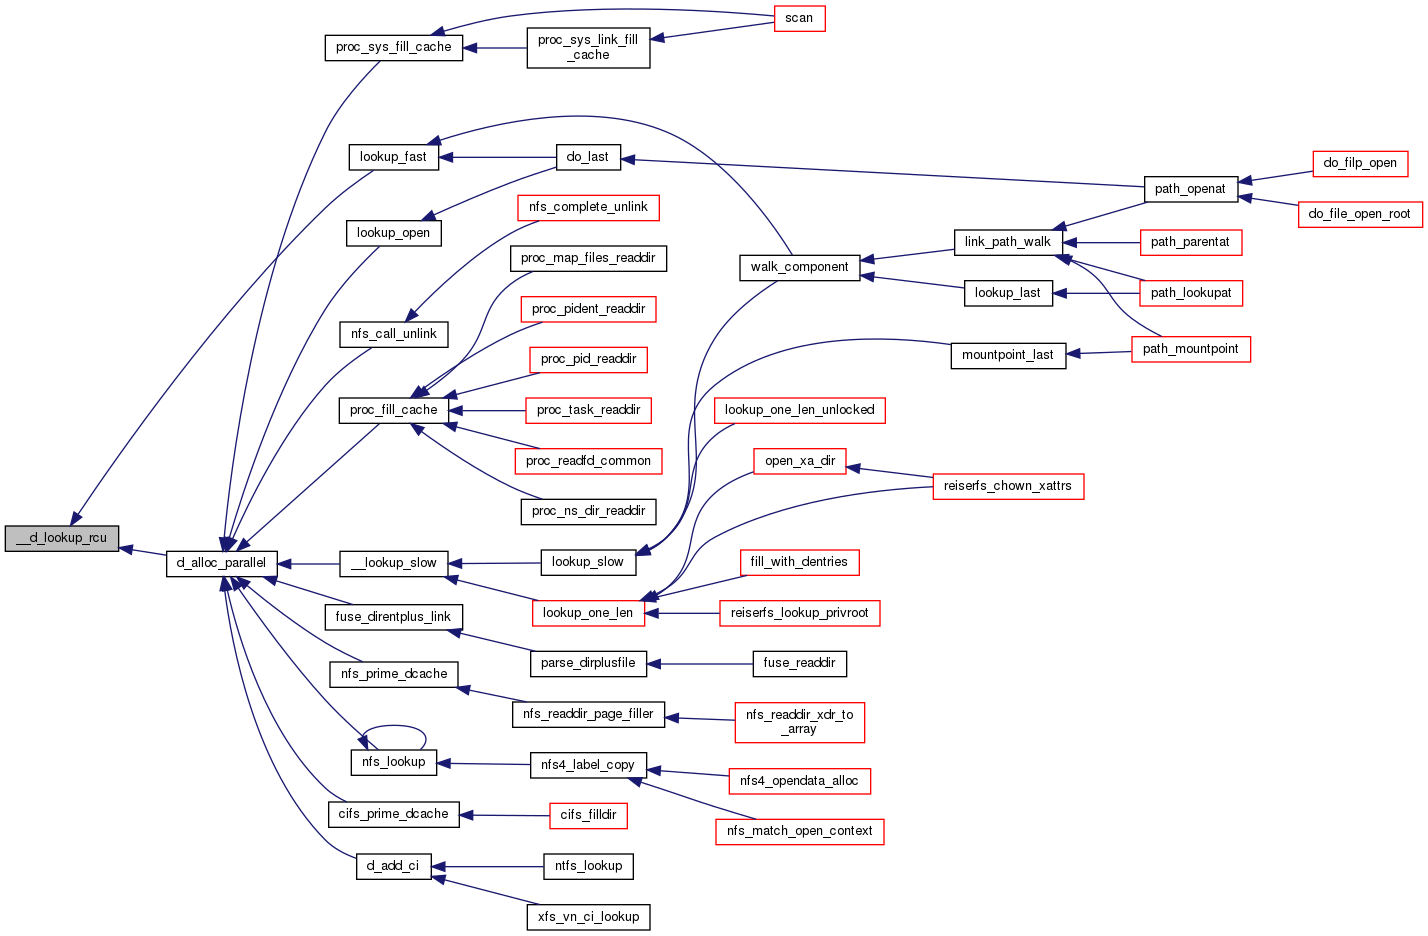 scan
proc_sys_fill_cache
proc_sys_link_fill
_cache
lookup_fast
do_last
do_filp_open
path_openat
do_file_open_root
nfs_complete_unlink
lookup_open
link_path_walk
path_parentat
proc_map_files_readdir
walk_component
lookup_last
path_lookupat
proc_pident_readdir
nfs_call_unlink
mountpoint_last
path_mountpoint
proc_pid_readdir
proc_fill_cache
proc_task_readdir
lookup_one_len_unlocked
proc_readfd_common
open_xa_dir
reiserfs_chown_xattrs
proc_ns_dir_readdir
__d_lookup_rcu
d_alloc_parallel
__lookup_slow
lookup_slow
fill_with_dentries
fuse_direntplus_link
lookup_one_len
reiserfs_lookup_privroot
parse_dirplusfile
fuse_readdir
nfs_prime_dcache
nfs_readdir_page_filler
nfs_readdir_xdr_to
_array
nfs_lookup
nfs4_label_copy
nfs4_opendata_alloc
cifs_prime_dcache
cifs_filldir
nfs_match_open_context
d_add_ci
ntfs_lookup
xfs_vn_ci_lookup